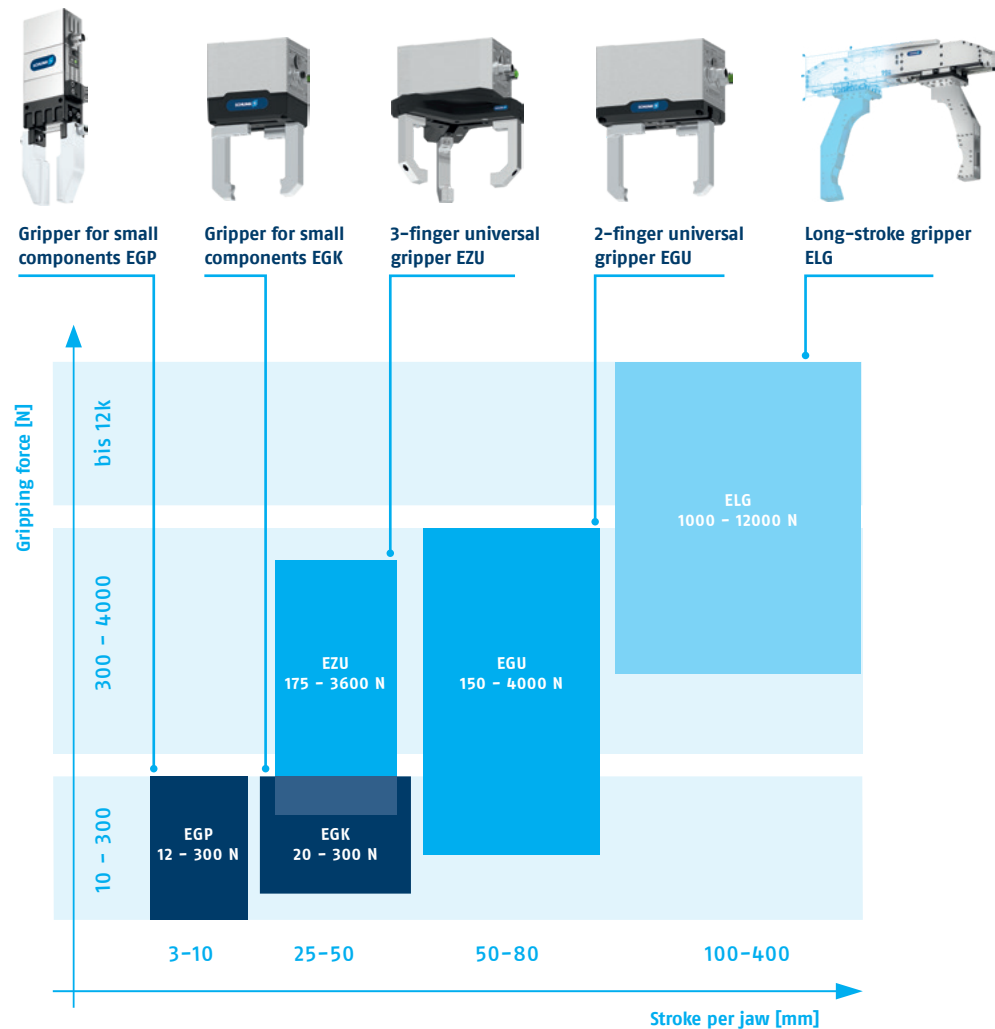 SCHUNK
SCHUNK
SCHUNK
Gripper for small
components EGP
Gripper for small
components EGK
3-finger universal
gripper EZU
2-finger universal
gripper EGU
Long-stroke gripper
ELG
Gripping force [N]
bis 12k
300 - 4000
10 - 300
ELG
1000 - 12000 N
EZU
175 - 3600 N
EGU
150 - 4000 N
EGP
12 - 300 N
EGK
20 - 300 N
3-10
25-50
50-80
100-400
Stroke per jaw [mm]